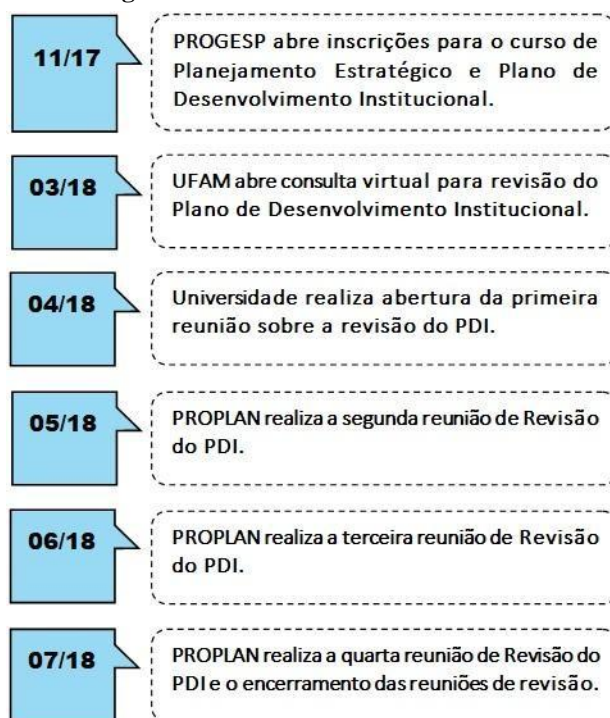 11/17
PROGESP abre inscrições para o curso de
Planejamento Estratégico e Plano de
Desenvolvimento Institucional.
03/18
UFAM abre consulta virtual para revisão do
Plano de Desenvolvimento Institucional.
04/18
Universidade realiza abertura da primeira
reunião sobre a revisão do PDI.
05/18
PROPLAN realiza a segunda reunião de Revisão
do PDI.
06/18
PROPLAN realiza a terceira reunião de Revisão
do PDI.
07/18
PROPLAN realiza a quarta reunião de Revisão do
PDI e o encerramento das reuniões de revisão.